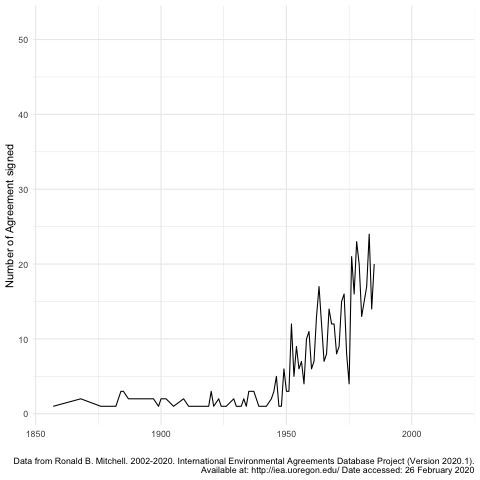 50
40
30
20
10
0
Number of Agreement signed
1850 1900 1950 2000
Data from Ronald B. Mitchell. 2002-2020. International Environmental Agreements Database Project (Version 2020.1).
Available at: http://iea.uoregon.edu/ Date accessed: 26 February 2020